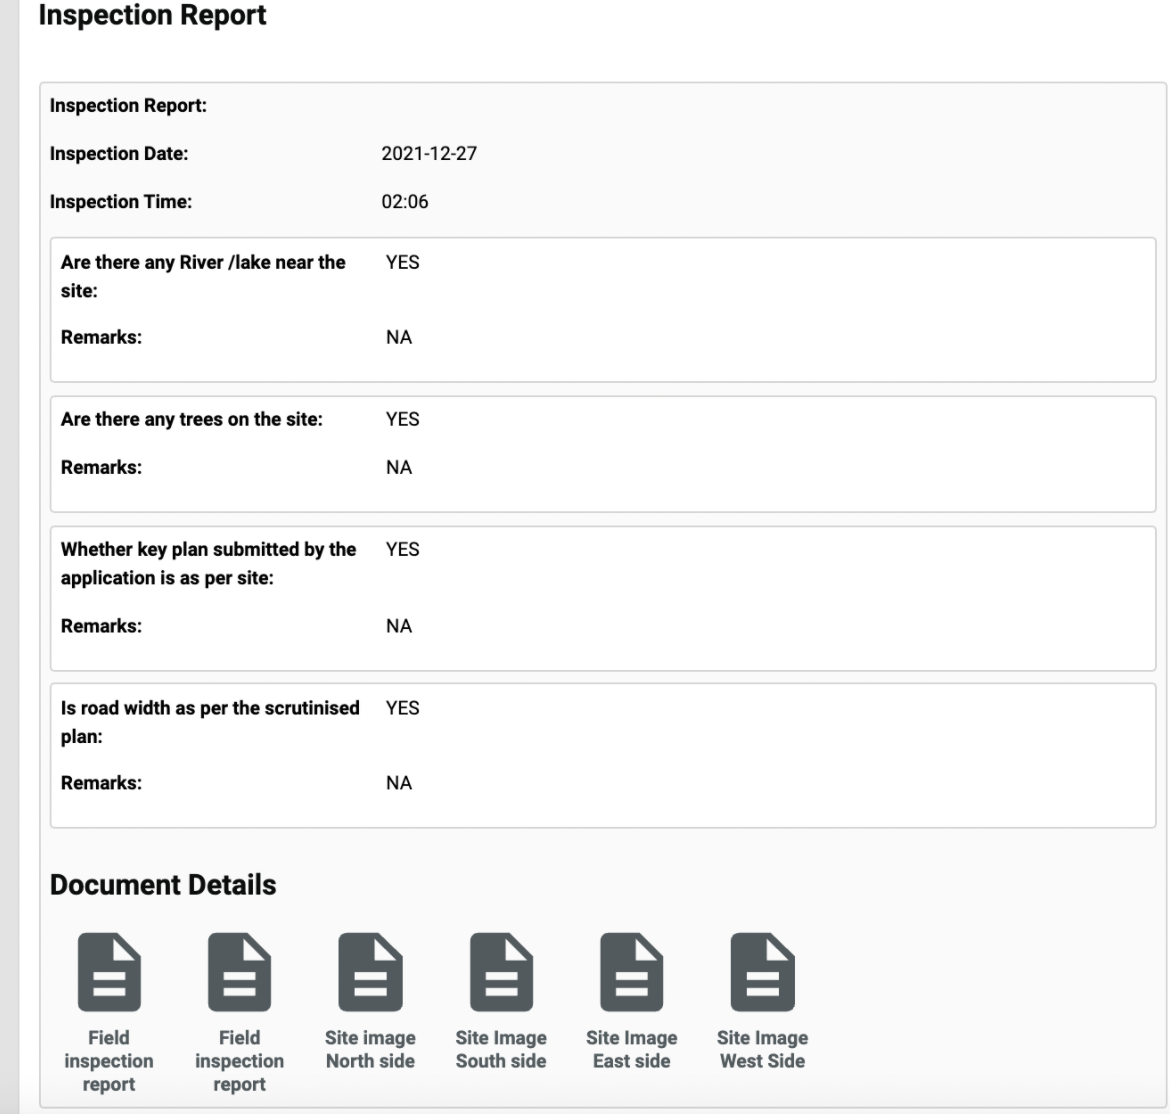 Inspection Report
Inspection Report:
Inspection Date: 2021-12-27
Inspection Time: 02:06
Are there any River /lake near the YES
site:
Remarks: NA
Are there any trees on the site: YES
Remarks: NA
Whether key plan submitted by the YES
application is as per site:
Remarks: NA
Is road width as per the scrutinised YES
plan:
Remarks: NA
Document Details
Field inspection report
Field inspection report
Site image North side
Site Image South side
Site Image East side
Site Image West Side